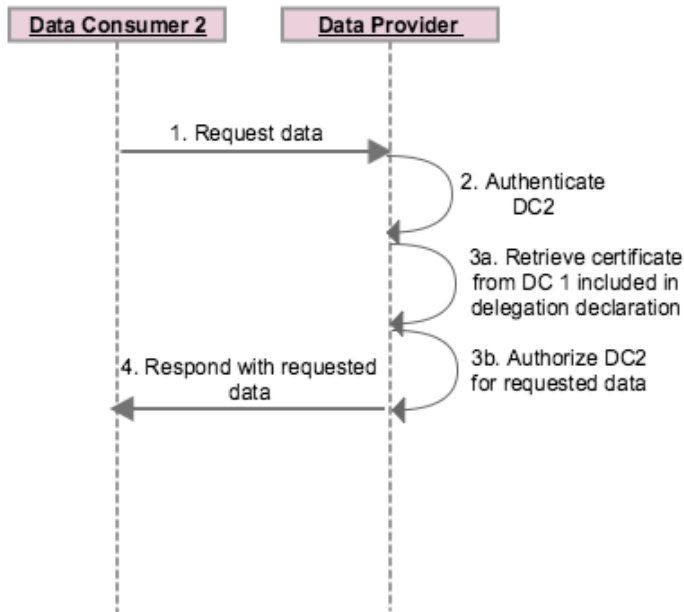 Data Consumer 2
Data Provider
1. Request data
2. Authenticate
DC2
3a. Retrieve certificate
from DC 1 included in
delegation declaration
3b. Authorize DC2
for requested data
4. Respond with requested
data